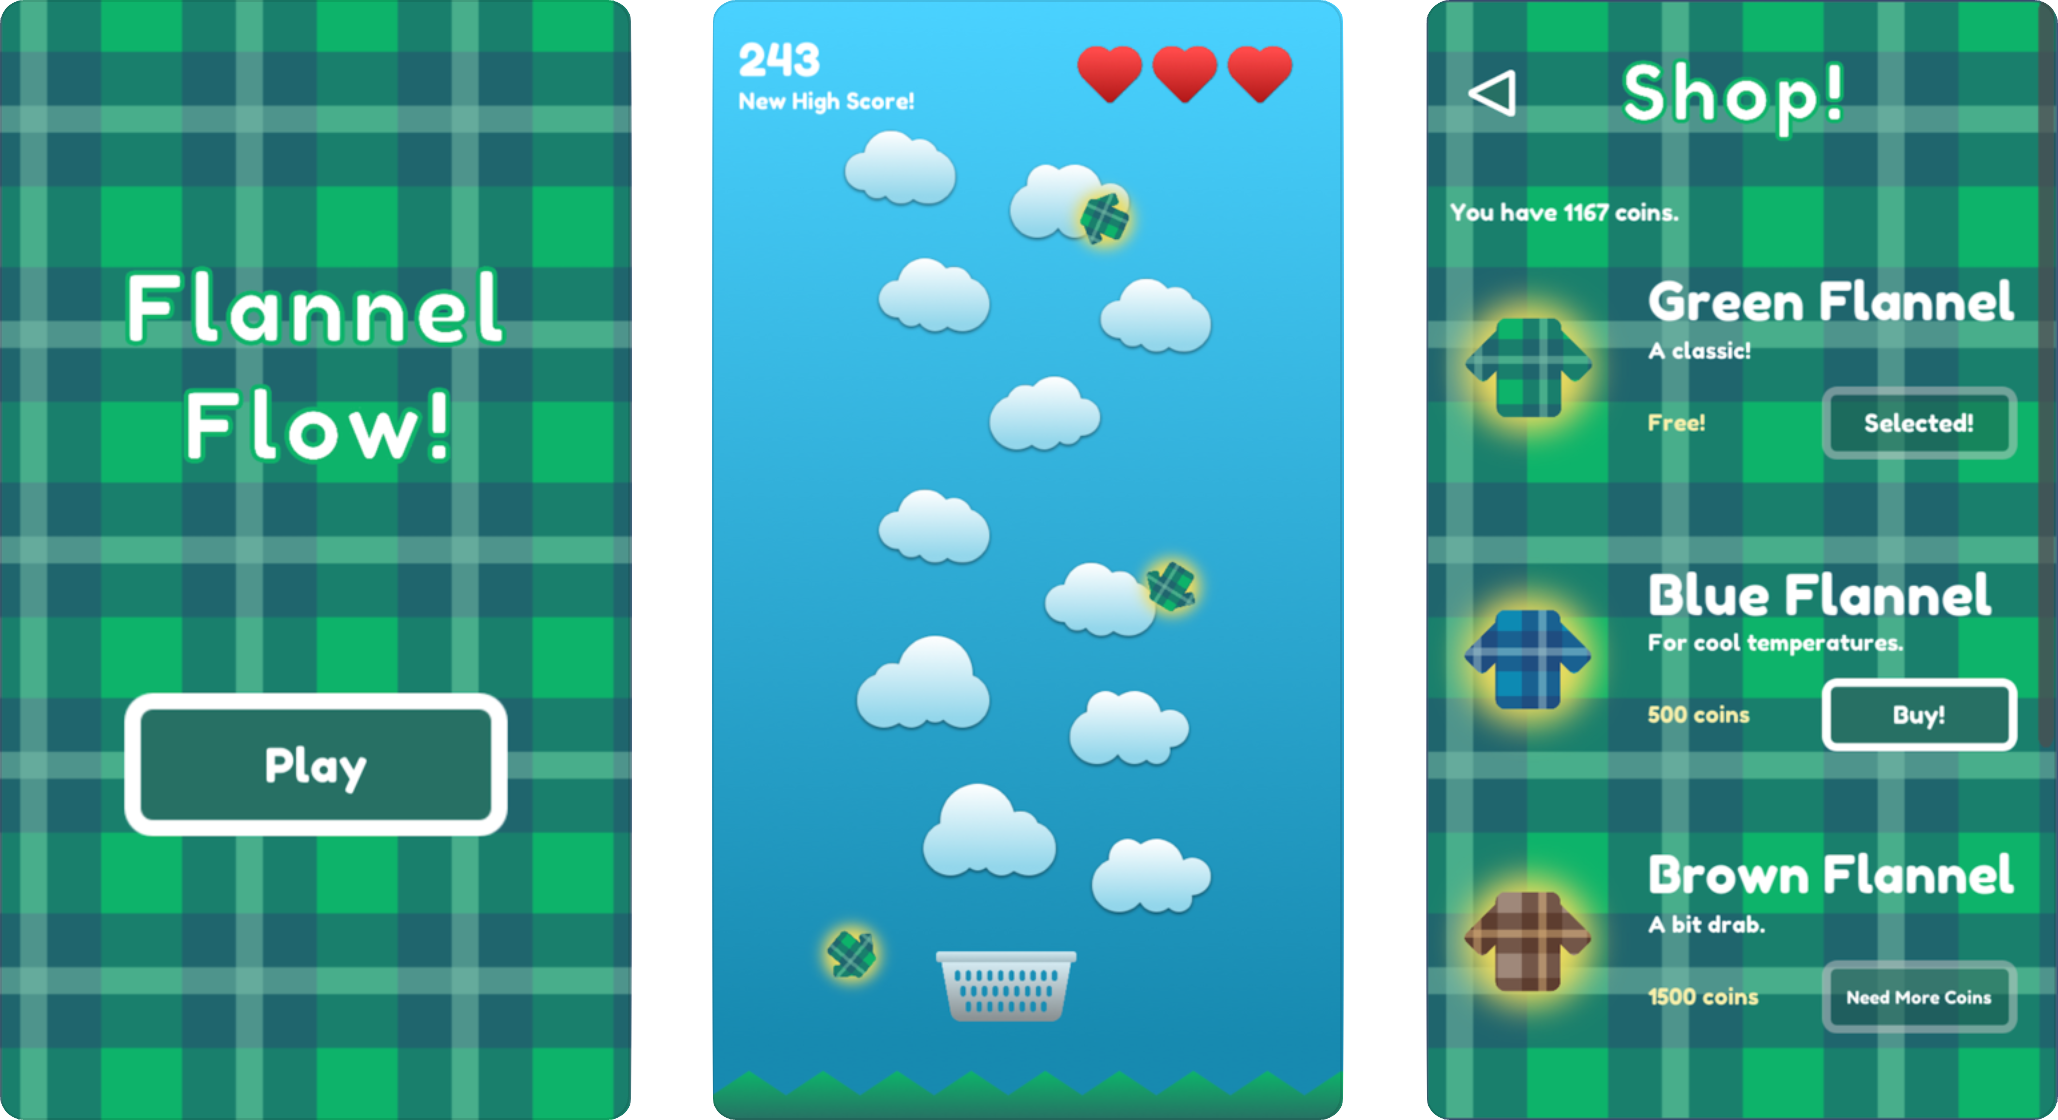 Flannel
Flow!
Play
243
New High Score!
Shop!
You have 1167 coins.
Green Flannel
A classic!
Free!
Selected!
Blue Flannel
For cool temperatures.
500 coins
Buy!
Brown Flannel
A bit drab.
1500 coins
Need More Coins